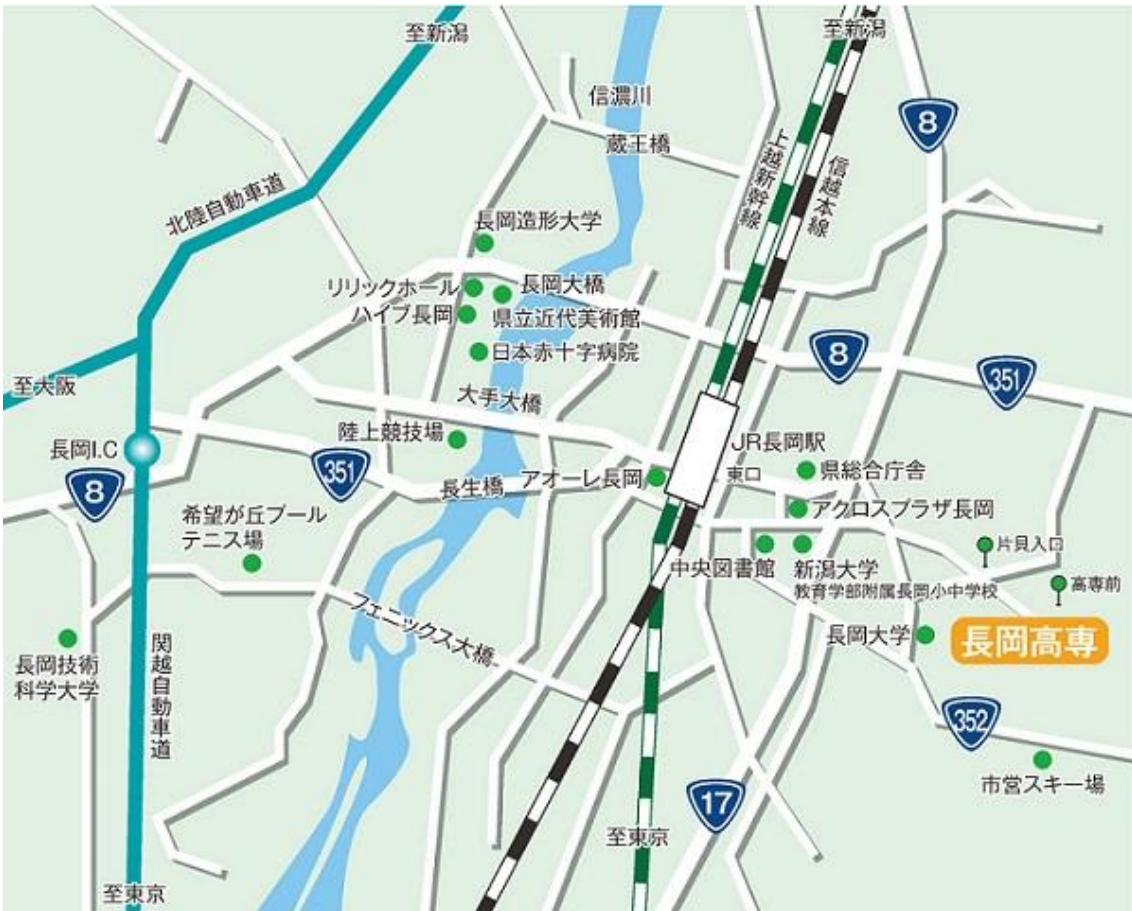 至新潟
至新潟
信濃川
8
蔵王橋
上越新幹線
信越本線
北陸自動車道
長岡造形大学
リリックホール
長岡大橋
ハイブ長岡
県立近代美術館
8
日本赤十字病院
351
至大阪
大手大橋
陸上競技場
JR長岡駅
長岡I.C
351
アオーレ長岡
東口
県総合庁舎
8
長生橋
アクロスプラザ長岡
希望が丘プール
テニス場
片貝入口
中央図書館
新潟大学
教育学部附属長岡小中学校
高専前
フェニックス大橋
長岡大学
長岡高専
長岡技術
科学大学
関越自動車道
352
市営スキー場
17
至東京
至東京